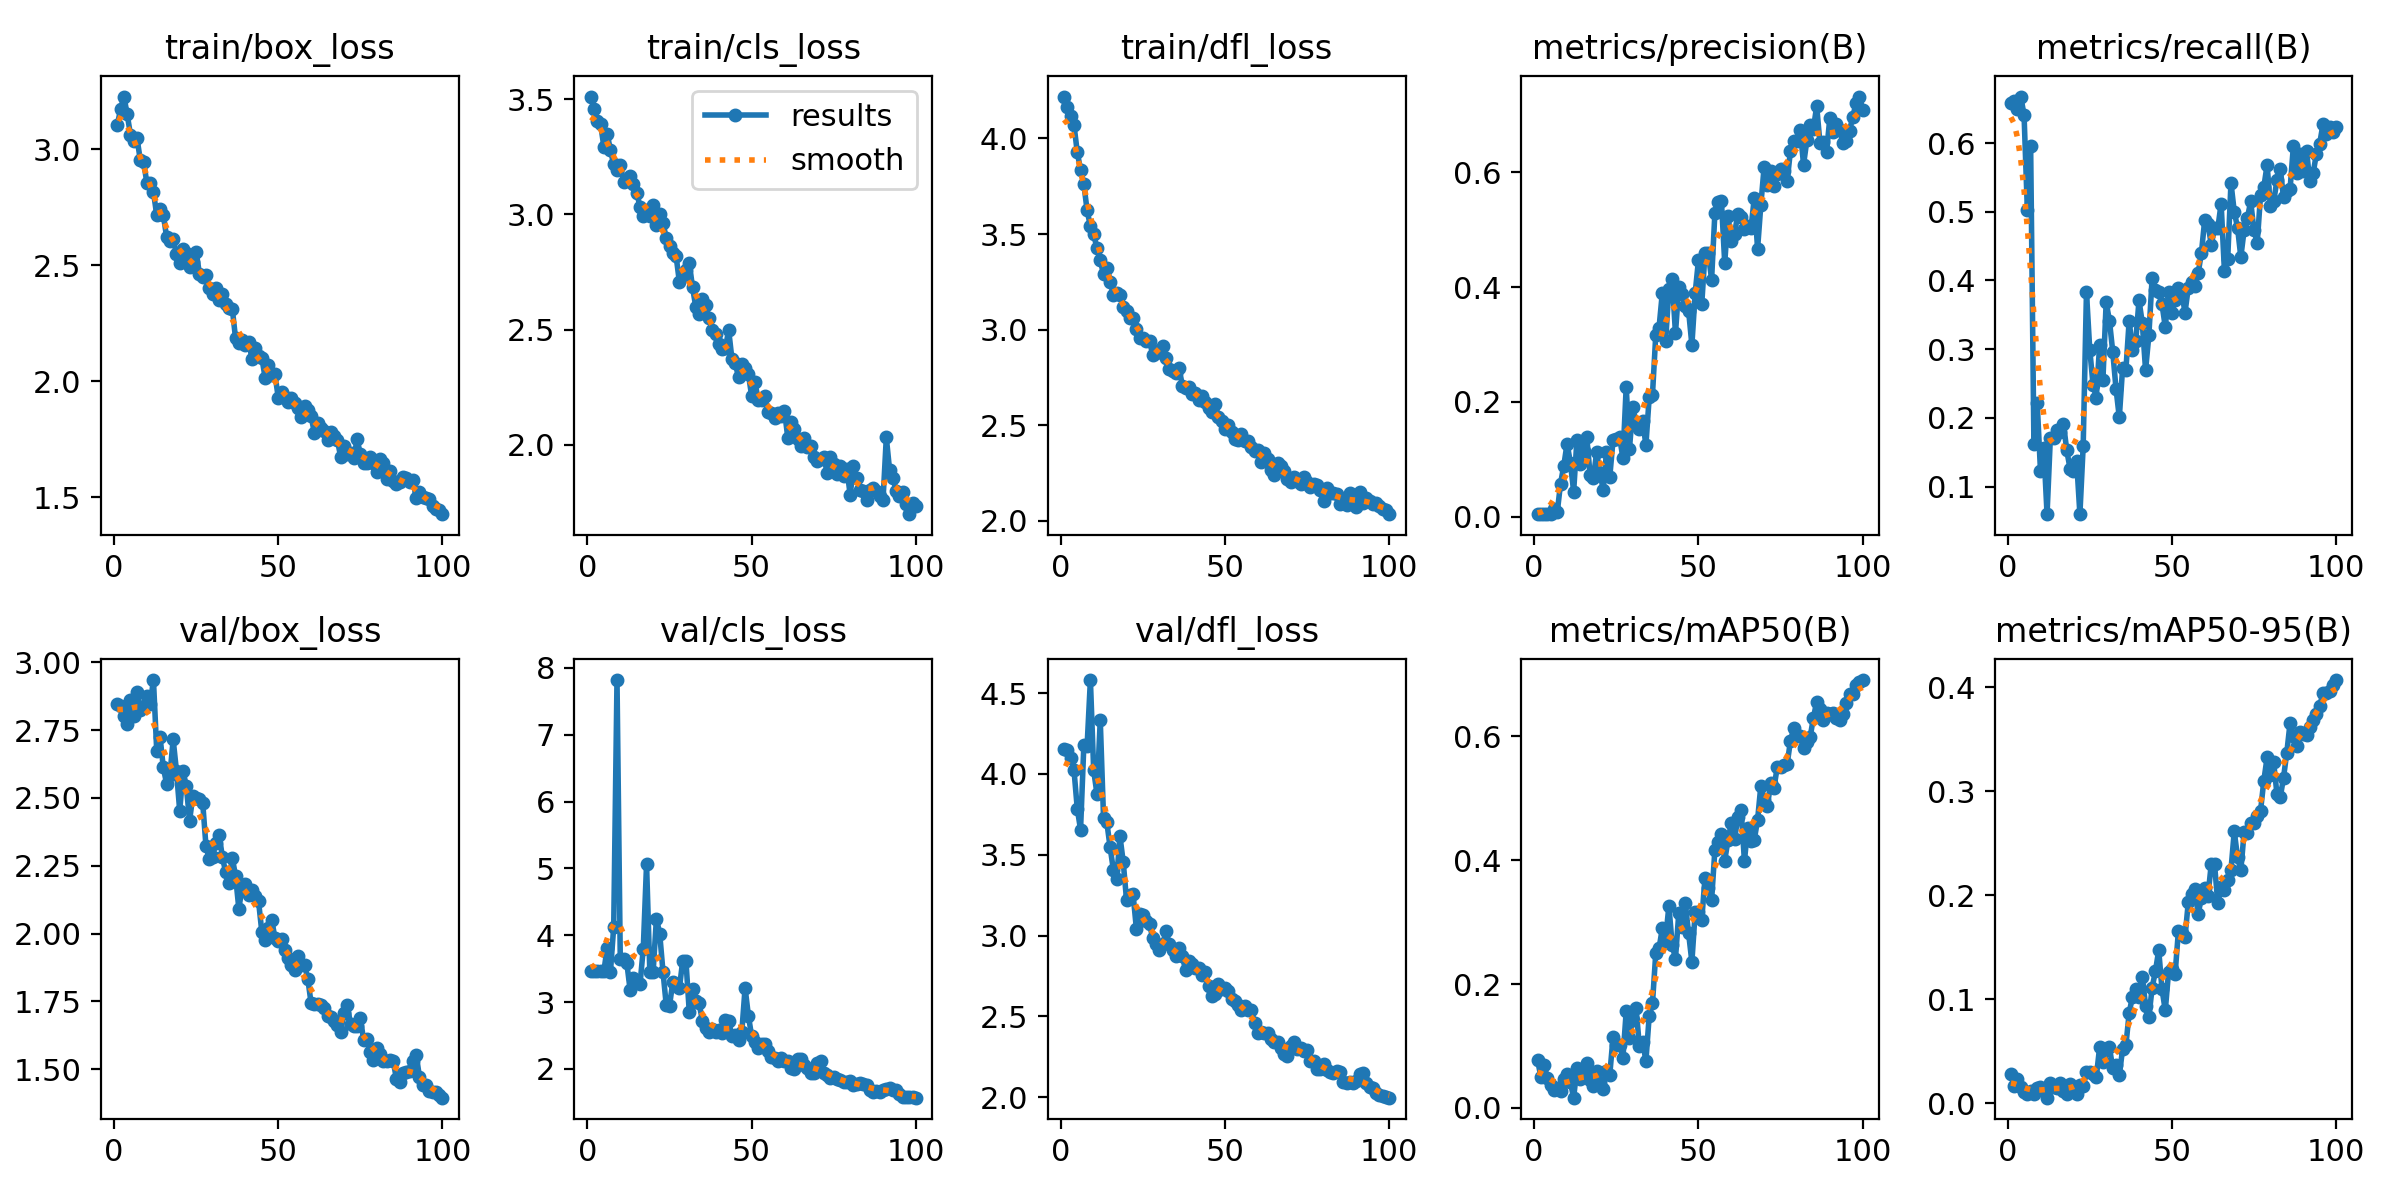 train/box_loss
3.0
2.5
2.0
1.5
0 50 100
train/cls_loss
results
smooth
3.5
3.0
2.5
2.0
0 50 100
train/dfl_loss
4.0
3.5
3.0
2.5
2.0
0 50 100
metrics/precision(B)
0.6
0.4
0.2
0.0
0 50 100
metrics/recall(B)
0.6
0.5
0.4
0.3
0.2
0.1
0 50 100
val/box_loss
3.00
2.75
2.50
2.25
2.00
1.75
1.50
0 50 100
val/cls_loss
8
7
6
5
4
3
2
0 50 100
val/dfl_loss
4.5
4.0
3.5
3.0
2.5
2.0
0 50 100
metrics/mAP50(B)
0.6
0.4
0.2
0.0
0 50 100
metrics/mAP50-95(B)
0.4
0.3
0.2
0.1
0.0
0 50 100